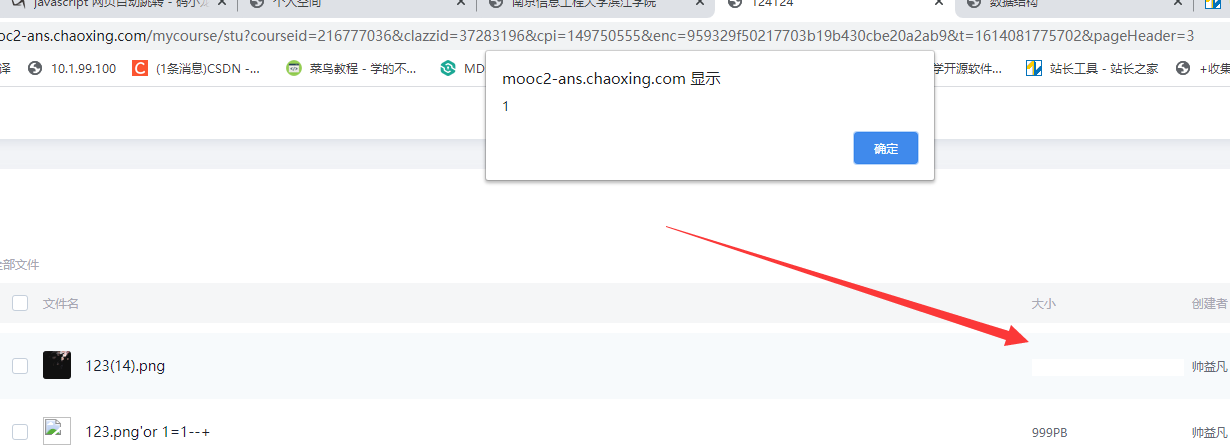 javascript 网页自动跳转 - 码小
个人空间
南京信息工程大学滨江学院
124124
数据结构
oc2-ans.chaoxing.com/mycourse/stu?courseid=216777036&clazzid=37283196&cpi=149750555&enc=959329f50217703b19b430cbe20a2ab9&t=1614081775702&pageHeader=3
译 10.1.99.100 (1条消息)CSDN -... 菜鸟教程 - 学的不... MD 学开源软件... 站长工具 - 站长之家 +收集
mooc2-ans.chaoxing.com 显示
1
确定
全部文件
文件名 大小 创建者
123(14).png 帅益凡
123.png'or 1=1--+ 999PB 帅益凡